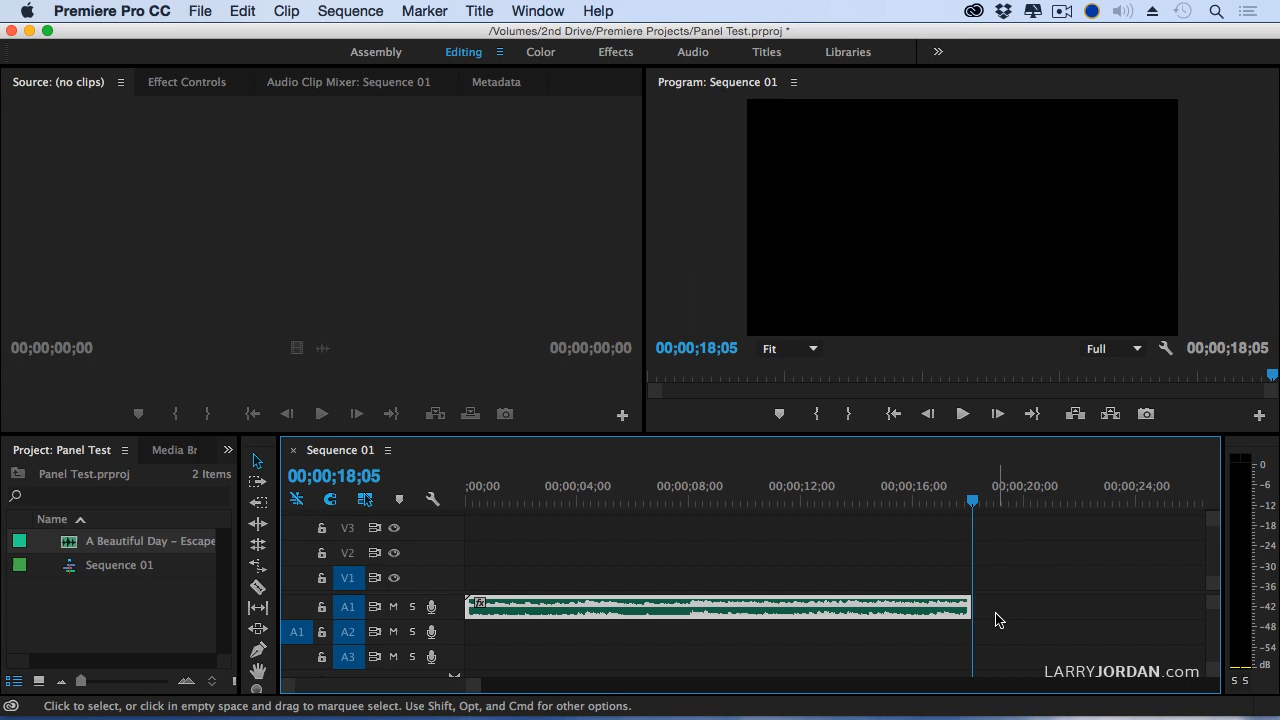 Premiere Pro CC File Edit Clip Sequence Marker Title Window Help
/Volumes/2nd Drive/Premiere Projects/Panel Test.prproj *
Assembly Editing Color Effects Audio Titles Libraries
Source: (no clips) Effect Controls Audio Clip Mixer: Sequence 01 Metadata
Program: Sequence 01
00;00;00;00 00;00;00;00
00;00;18;05 Fit Full 00;00;18;05
Project: Panel Test Media Br
Panel Test.prproj 2 Items
Name
A Beautiful Day – Escape
Sequence 01
× Sequence 01
00;00;18;05
;00;00 00;00;04;00 00;00;08;00 00;00;12;00 00;00;16;00 00;00;20;00 00;00;24;00
V3
V2
V1
A1 M S
fx
A1 A2 M S
A3 M S
0
-6
-12
-18
-24
-30
-36
-42
-48
-54
dB
S S
LARRYJORDAN.com
Click to select, or click in empty space and drag to marquee select. Use Shift, Opt, and Cmd for other options.